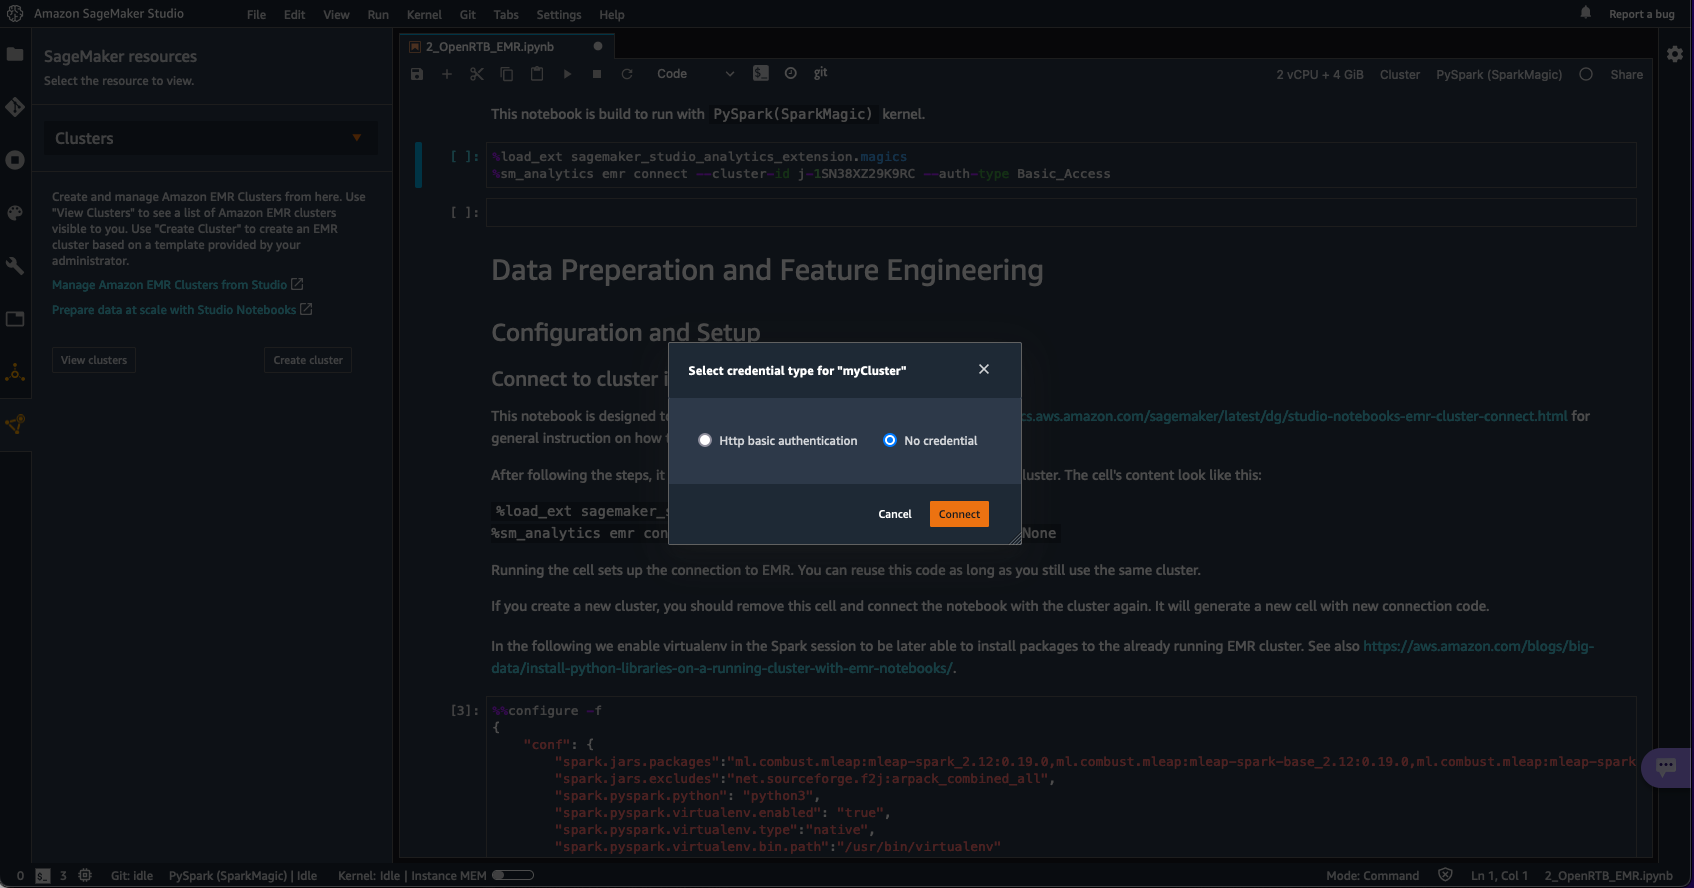 Amazon SageMaker Studio File Edit View Run Kernel Git Tabs Settings Help Report a bug
SageMaker resources
Select the resource to view.
Clusters
Create and manage Amazon EMR Clusters from here. Use
"View Clusters" to see a list of Amazon EMR clusters
visible to you. Use "Create Cluster" to create an EMR
cluster based on a template provided by your
administrator.
Manage Amazon EMR Clusters from Studio
Prepare data at scale with Studio Notebooks
View clusters Create cluster
2_OpenRTB_EMR.ipynb
Code git 2 vCPU + 4 GiB Cluster PySpark (SparkMagic) Share
This notebook is build to run with PySpark(SparkMagic) kernel.
[ ]: %load_ext sagemaker_studio_analytics_extension.magics
%sm_analytics emr connect --cluster-id j-1SN38XZ29K9RC --auth-type Basic_Access
[ ]:
Data Preperation and Feature Engineering
Configuration and Setup
Connect to cluster i
This notebook is designed t cs.aws.amazon.com/sagemaker/latest/dg/studio-notebooks-emr-cluster-connect.html for
general instruction on how
After following the steps, it luster. The cell's content look like this:
%load_ext sagemaker_s
%sm_analytics emr con None
Running the cell sets up the connection to EMR. You can reuse this code as long as you still use the same cluster.
If you create a new cluster, you should remove this cell and connect the notebook with the cluster again. It will generate a new cell with new connection code.
In the following we enable virtualenv in the Spark session to be later able to install packages to the already running EMR cluster. See also https://aws.amazon.com/blogs/big-
data/install-python-libraries-on-a-running-cluster-with-emr-notebooks/.
[3]: %%configure -f
{
"conf": {
"spark.jars.packages":"ml.combust.mleap:mleap-spark_2.12:0.19.0,ml.combust.mleap:mleap-spark-base_2.12:0.19.0,ml.combust.mleap:mleap-spark
"spark.jars.excludes":"net.sourceforge.f2j:arpack_combined_all",
"spark.pyspark.python": "python3",
"spark.pyspark.virtualenv.enabled": "true",
"spark.pyspark.virtualenv.type":"native",
"spark.pyspark.virtualenv.bin.path":"/usr/bin/virtualenv"
Select credential type for "myCluster"
Http basic authentication No credential
Cancel Connect
0 3 Git: idle PySpark (SparkMagic) | Idle Kernel: Idle | Instance MEM Mode: Command Ln 1, Col 1 2_OpenRTB_EMR.ipynb